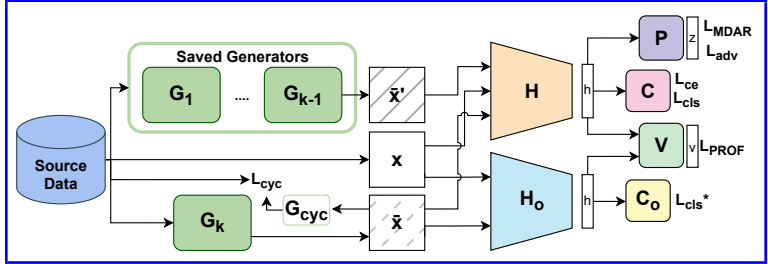 Saved Generators
G1
....
Gk-1
x̄'
H
h
P
z
LMDAR
Ladv
C
Lce
Lcls
Source
Data
x
Lcyc
Gcyc
Gk
x̄
Ho
h
V
v
LPROF
Co
Lcls*